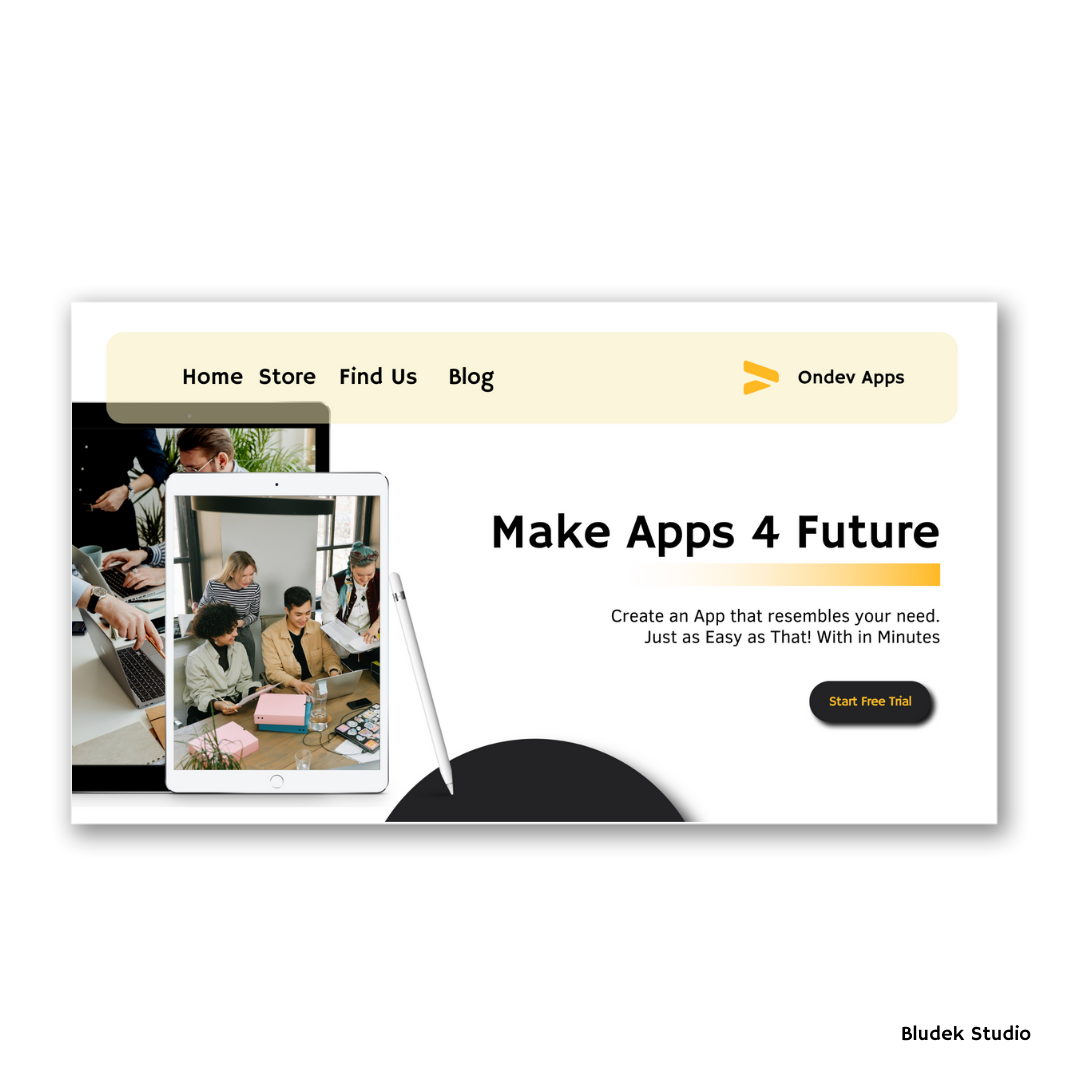 Home Store Find Us Blog Ondev Apps
Make Apps 4 Future
Create an App that resembles your need.
Just as Easy as That! With in Minutes
Start Free Trial
Bludek Studio